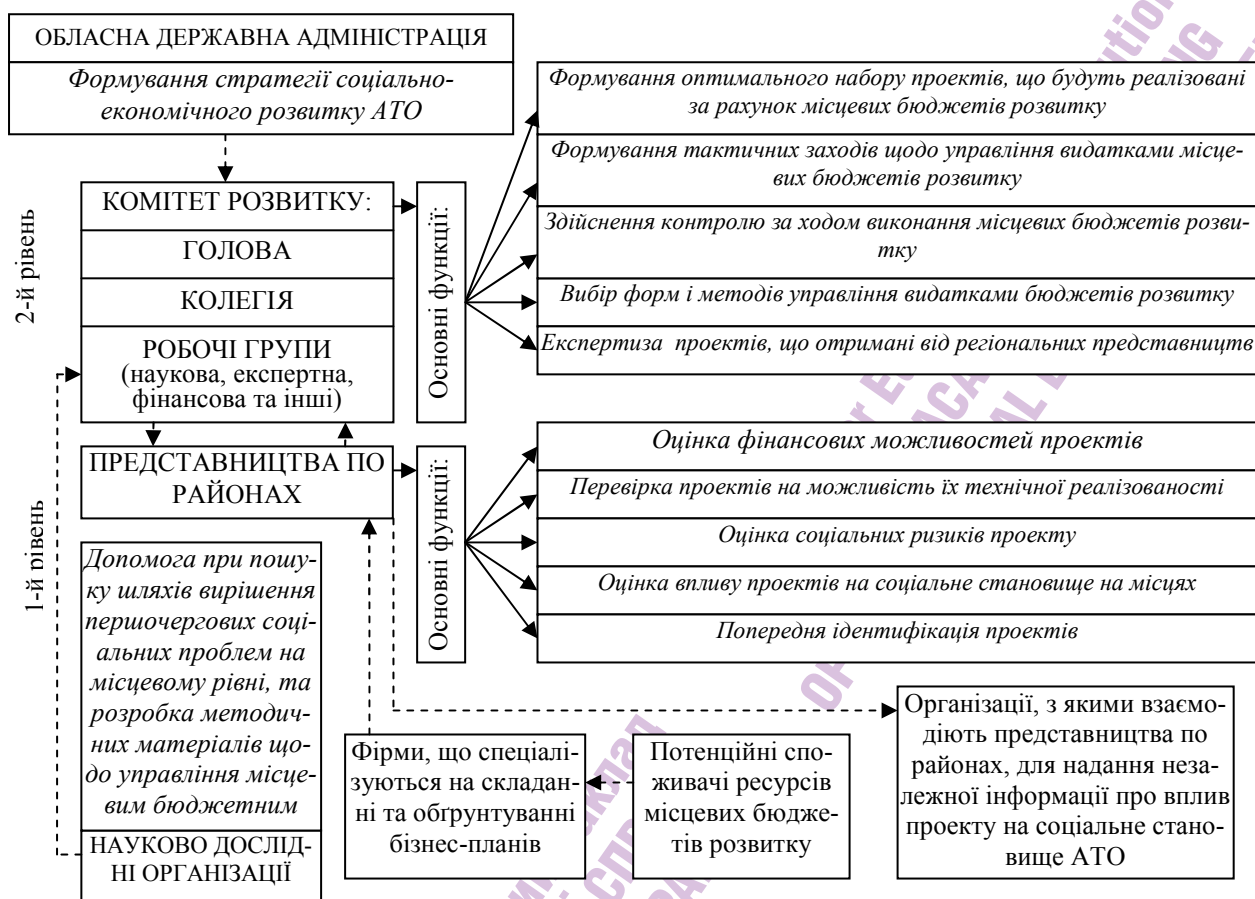 ОБЛАСНА ДЕРЖАВНА АДМІНІСТРАЦІЯ
Формування стратегії соціально-
економічного розвитку АТО
2-й рівень
КОМІТЕТ РОЗВИТКУ:
ГОЛОВА
КОЛЕГІЯ
РОБОЧІ ГРУПИ
(наукова, експертна,
фінансова та інші)
Основні функції:
Формування оптимального набору проектів, що будуть реалізовані
за рахунок місцевих бюджетів розвитку
Формування тактичних заходів щодо управління видатками місце-
вих бюджетів розвитку
Здійснення контролю за ходом виконання місцевих бюджетів розви-
тку
Вибір форм і методів управління видатками бюджетів розвитку
Експертиза проектів, що отримані від регіональних представництв
1-й рівень
ПРЕДСТАВНИЦТВА ПО
РАЙОНАХ
Основні функції:
Оцінка фінансових можливостей проектів
Перевірка проектів на можливість їх технічної реалізованості
Оцінка соціальних ризиків проекту
Оцінка впливу проектів на соціальне становище на місцях
Попередня ідентифікація проектів
Допомога при пошу-
ку шляхів вирішення
першочергових соці-
альних проблем на
місцевому рівні, та
розробка методич-
них матеріалів що-
до управління місце-
вим бюджетним
НАУКОВО ДОСЛІД-
НІ ОРГАНІЗАЦІЇ
Фірми, що спеціалі-
зуються на складан-
ні та обґрунтуванні
бізнес-планів
Потенційні спо-
живачі ресурсів
місцевих бюдже-
тів розвитку
Організації, з якими взаємо-
діють представництва по
районах, для надання неза-
лежної інформації про вплив
проекту на соціальне стано-
вище АТО